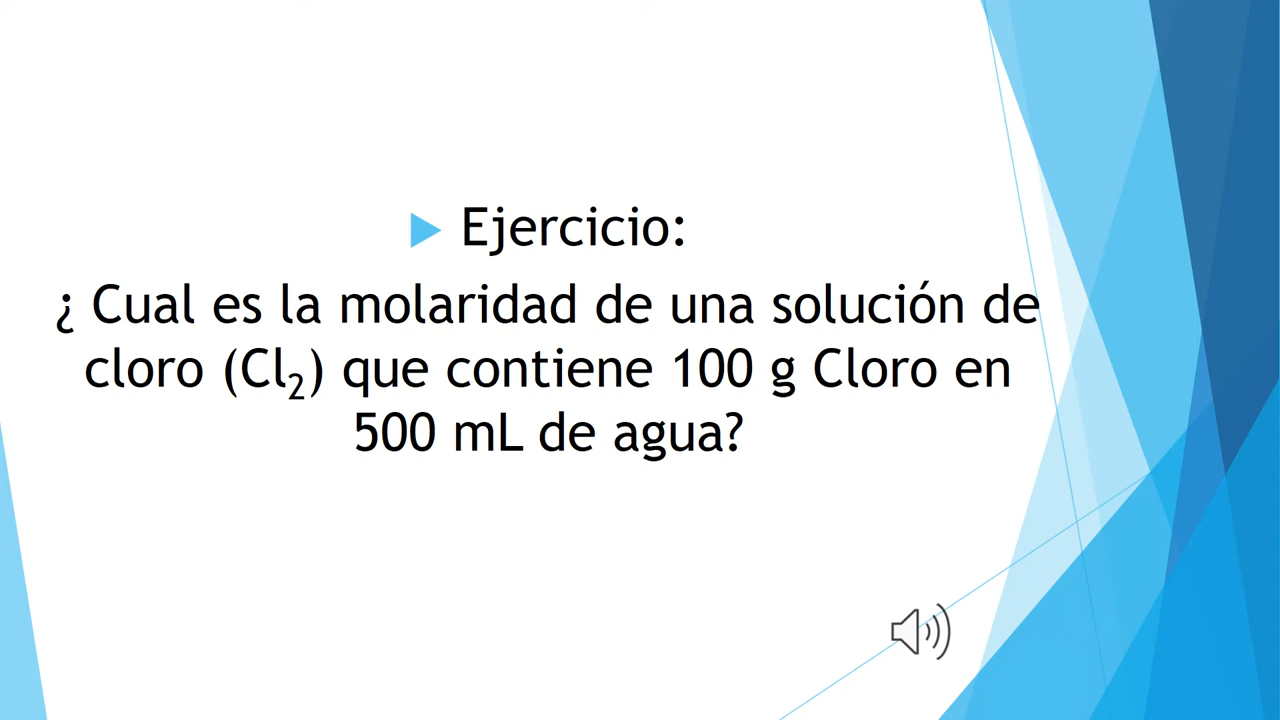 Ejercicio:
¿ Cual es la molaridad de una solución de
cloro (Cl₂) que contiene 100 g Cloro en
500 mL de agua?